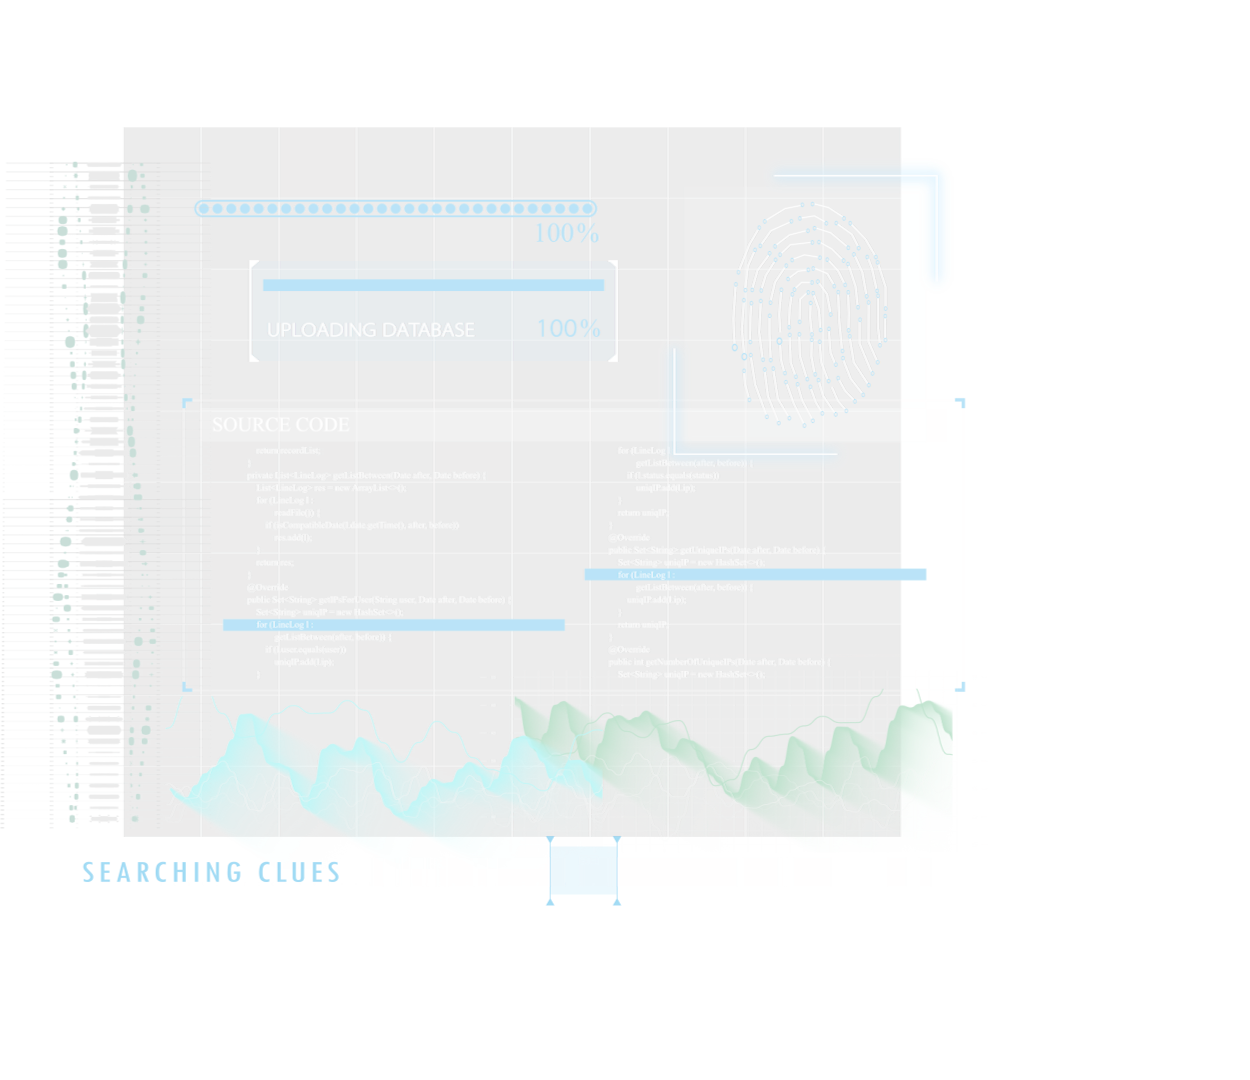 100%
UPLOADING DATABASE 100%
SOURCE CODE
return recordList;
}
private List<LineLog> getListBetween(Date after, Date before) {
List<LineLog> res = new ArrayList<>();
for (LineLog l :
readFile()) {
if (isCompatibleDate(l.date.getTime(), after, before))
res.add(l);
}
return res;
}
@Override
public Set<String> getIPsForUser(String user, Date after, Date before) {
Set<String> uniqIP = new HashSet<>();
for (LineLog l :
getListBetween(after, before)) {
if (l.user.equals(user))
uniqIP.add(l.ip);
}
for (LineLog
getListBetween(after, before)) {
if (l.status.equals(status))
uniqIP.add(l.ip);
}
return uniqIP;
}
@Override
public Set<String> getUniqueIPs(Date after, Date before) {
Set<String> uniqIP = new HashSet<>();
for (LineLog l :
getListBetween(after, before)) {
uniqIP.add(l.ip);
}
return uniqIP;
}
@Override
public int getNumberOfUniqueIPs(Date after, Date before) {
Set<String> uniqIP = new HashSet<>();
SEARCHING CLUES